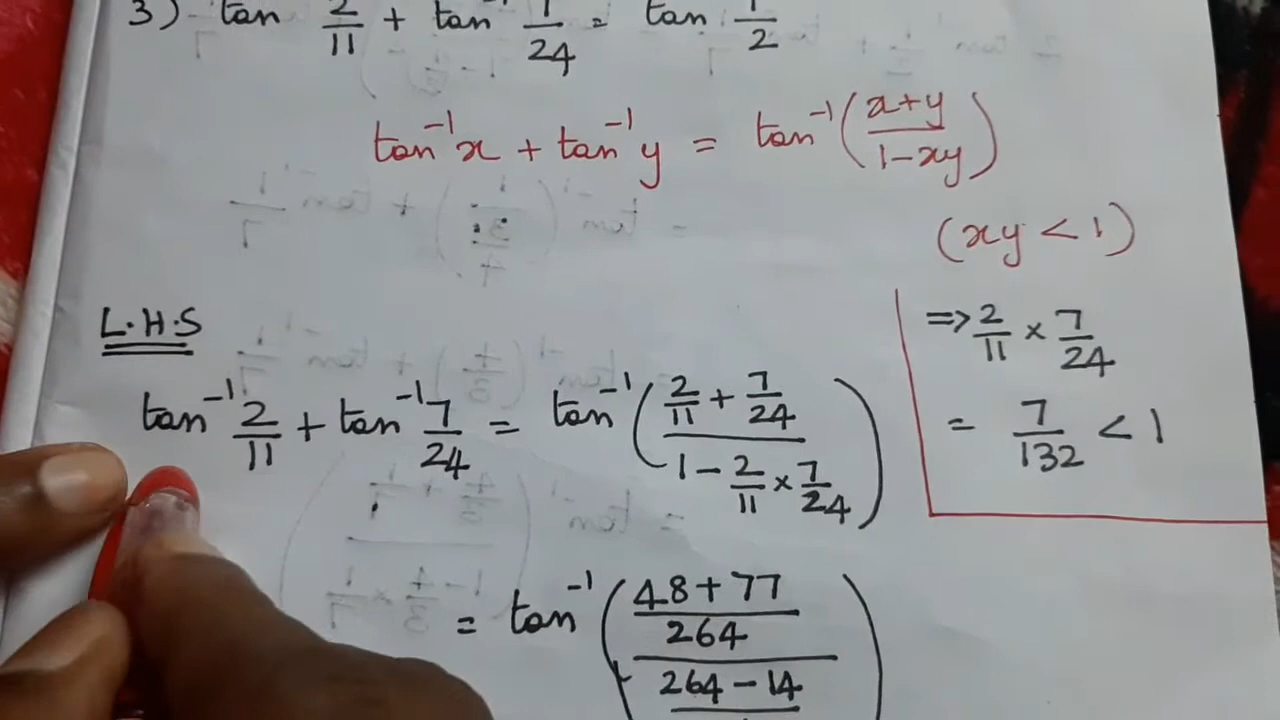 3) tan 2/11 + tan⁻¹ 7/24 = tan 1/2
tan⁻¹x + tan⁻¹y = tan⁻¹((x+y)/(1-xy))
(xy < 1)
=> 2/11 × 7/24
= 7/132 < 1
L.H.S
tan⁻¹ 2/11 + tan⁻¹ 7/24 = tan⁻¹((2/11 + 7/24)/(1 - 2/11 × 7/24))
= tan⁻¹(((48+77)/264)/(264-14